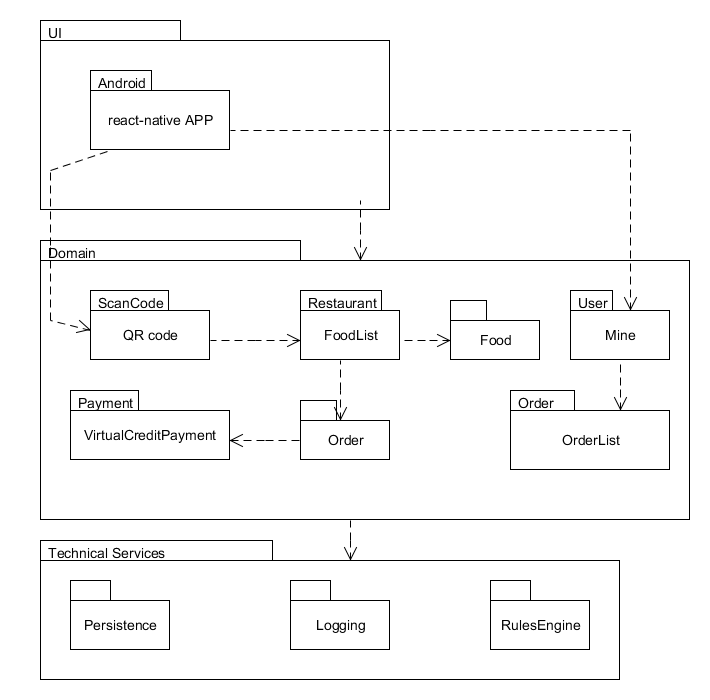 UI
Android
react-native APP
Domain
ScanCode
QR code
Restaurant
FoodList
Food
User
Mine
Payment
VirtualCreditPayment
Order
Order
OrderList
Technical Services
Persistence
Logging
RulesEngine